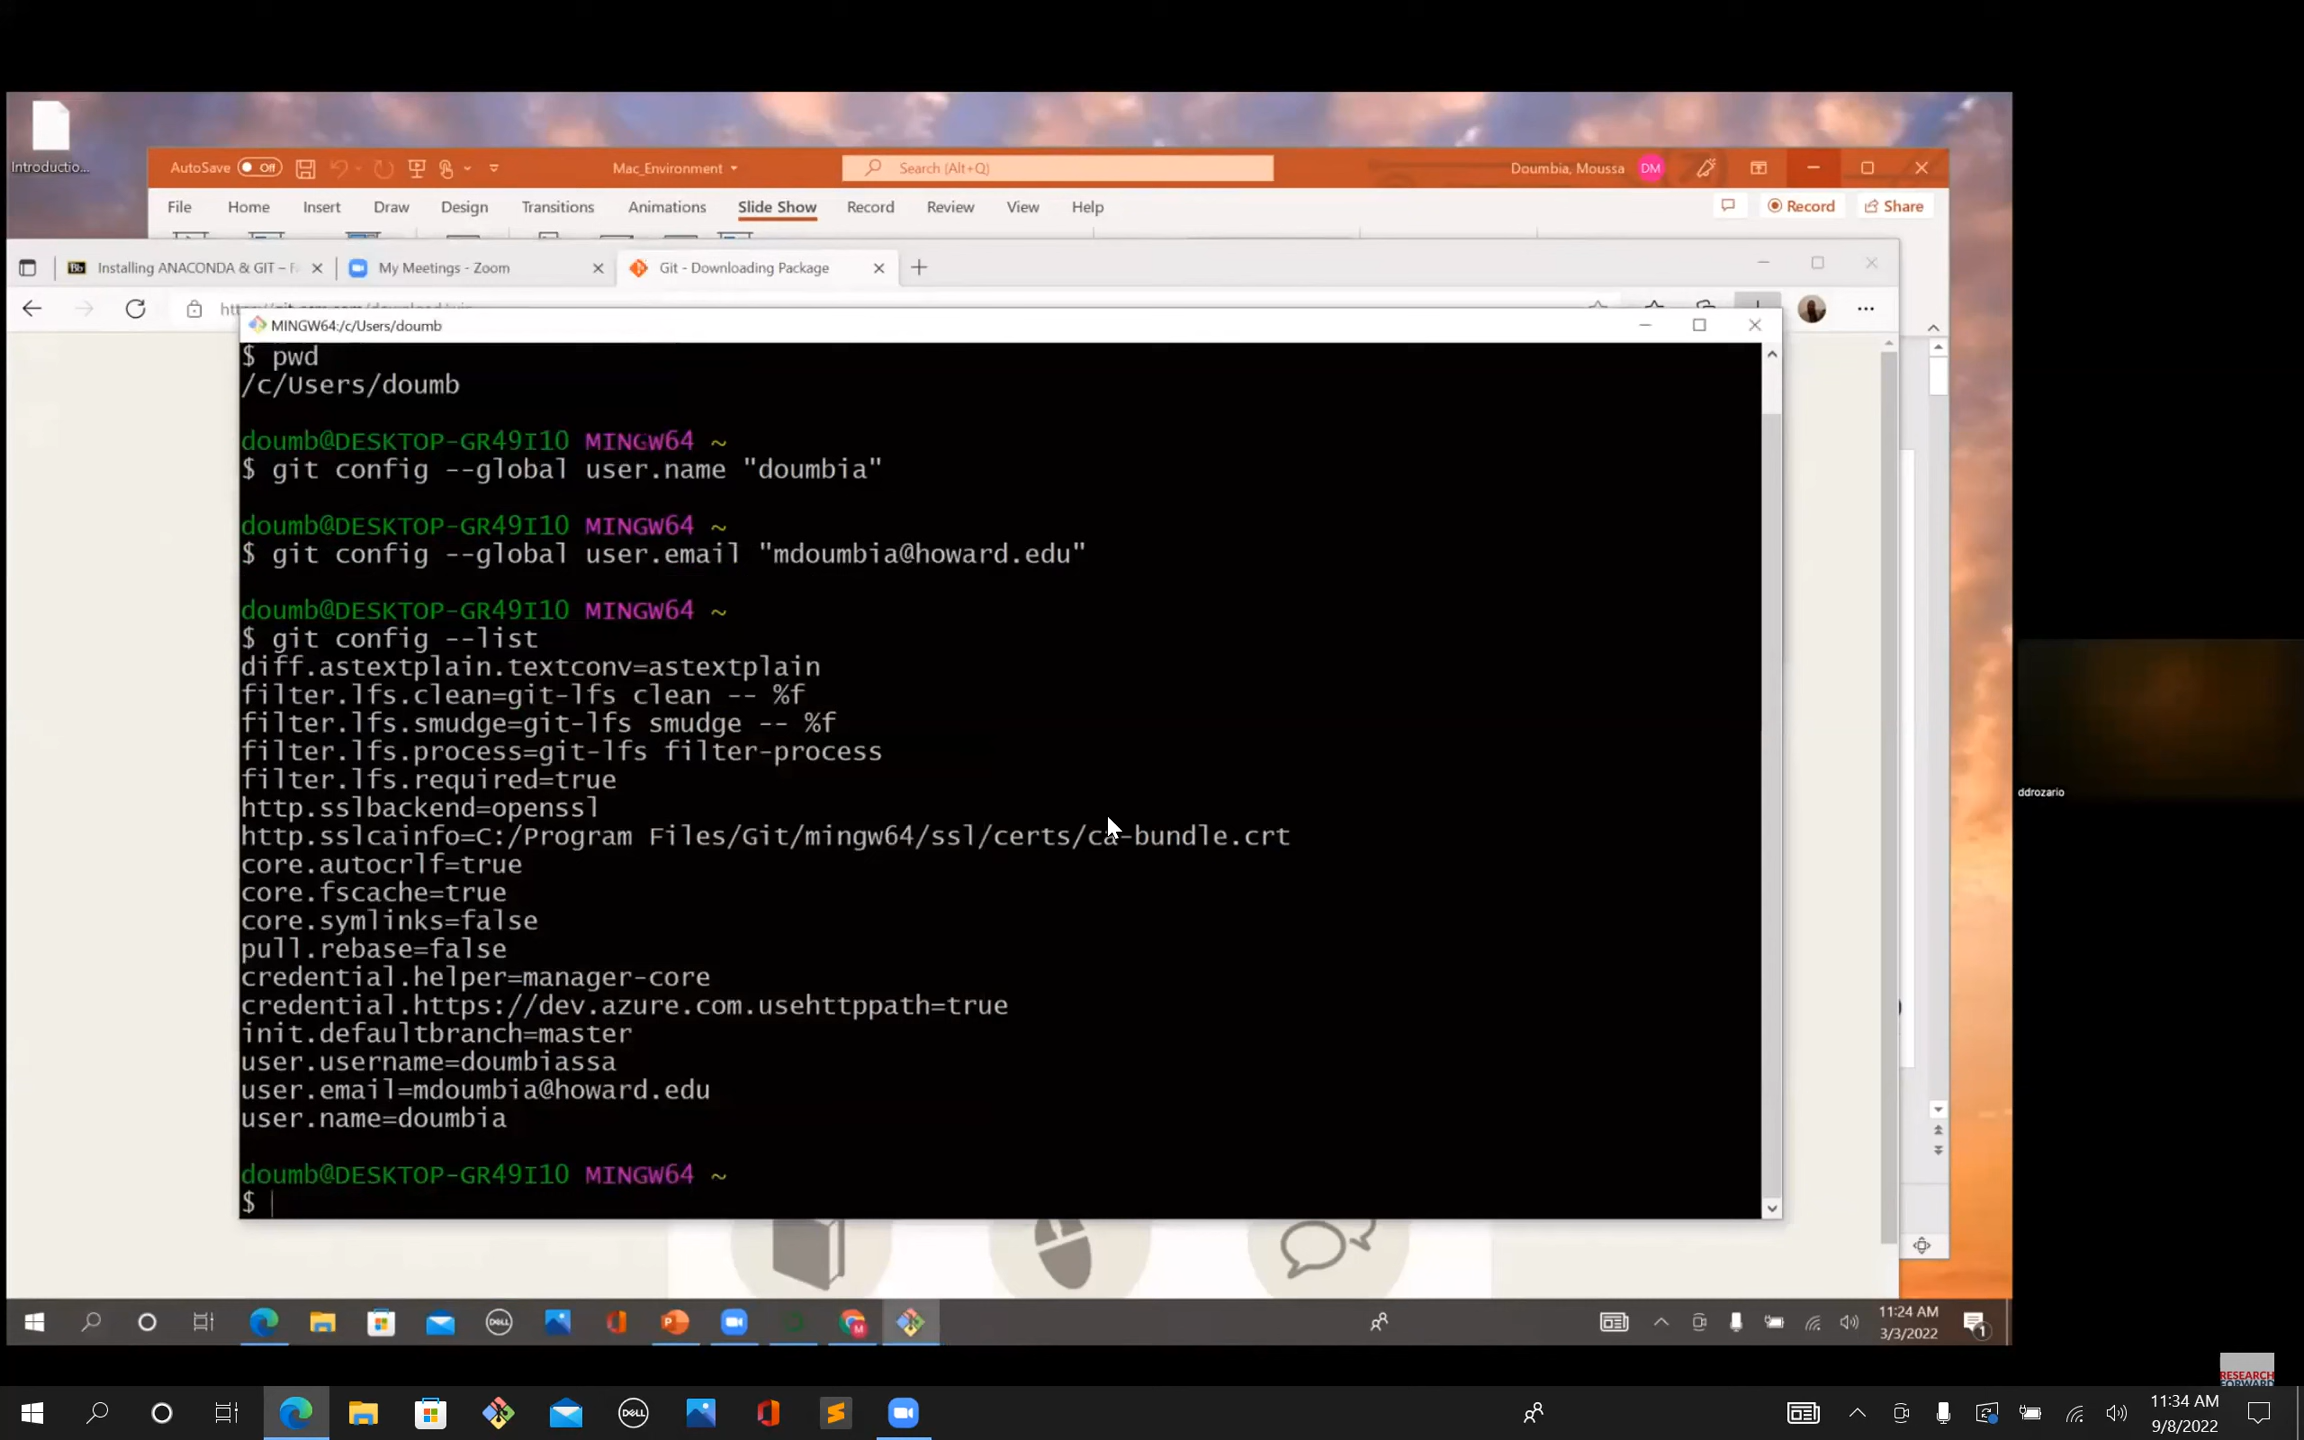 Introductio...
AutoSave Off Mac_Environment Search (Alt+Q) Doumbia, Moussa DM
File Home Insert Draw Design Transitions Animations Slide Show Record Review View Help Record Share
Bb Installing ANACONDA & GIT – My Meetings - Zoom Git - Downloading Package
MINGW64:/c/Users/doumb
$ pwd
/c/Users/doumb
doumb@DESKTOP-GR49I10 MINGW64 ~
$ git config --global user.name "doumbia"
doumb@DESKTOP-GR49I10 MINGW64 ~
$ git config --global user.email "mdoumbia@howard.edu"
doumb@DESKTOP-GR49I10 MINGW64 ~
$ git config --list
diff.astextplain.textconv=astextplain
filter.lfs.clean=git-lfs clean -- %f
filter.lfs.smudge=git-lfs smudge -- %f
filter.lfs.process=git-lfs filter-process
filter.lfs.required=true
http.sslbackend=openssl
http.sslcainfo=C:/Program Files/Git/mingw64/ssl/certs/ca-bundle.crt
core.autocrlf=true
core.fscache=true
core.symlinks=false
pull.rebase=false
credential.helper=manager-core
credential.https://dev.azure.com.usehttppath=true
init.defaultbranch=master
user.username=doumbiassa
user.email=mdoumbia@howard.edu
user.name=doumbia
doumb@DESKTOP-GR49I10 MINGW64 ~
$
ddrozario
DELL P M 11:24 AM
3/3/2022 1
RESEARCH
FORWARD
DELL 11:34 AM
9/8/2022